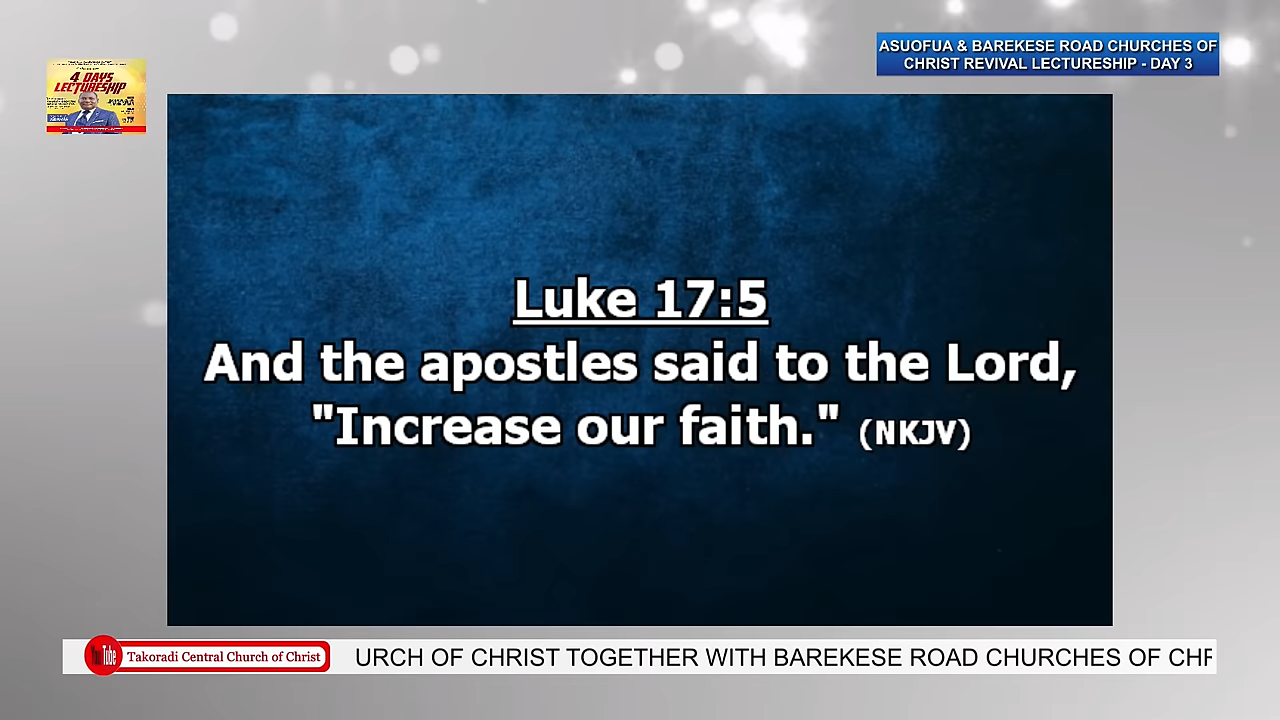 ASUOFUA & BAREKESE ROAD CHURCHES OF
CHRIST REVIVAL LECTURESHIP - DAY 3
4 DAYS
LECTURESHIP
Luke 17:5
And the apostles said to the Lord,
"Increase our faith." (NKJV)
YouTube
Takoradi Central Church of Christ
URCH OF CHRIST TOGETHER WITH BAREKESE ROAD CHURCHES OF CHR